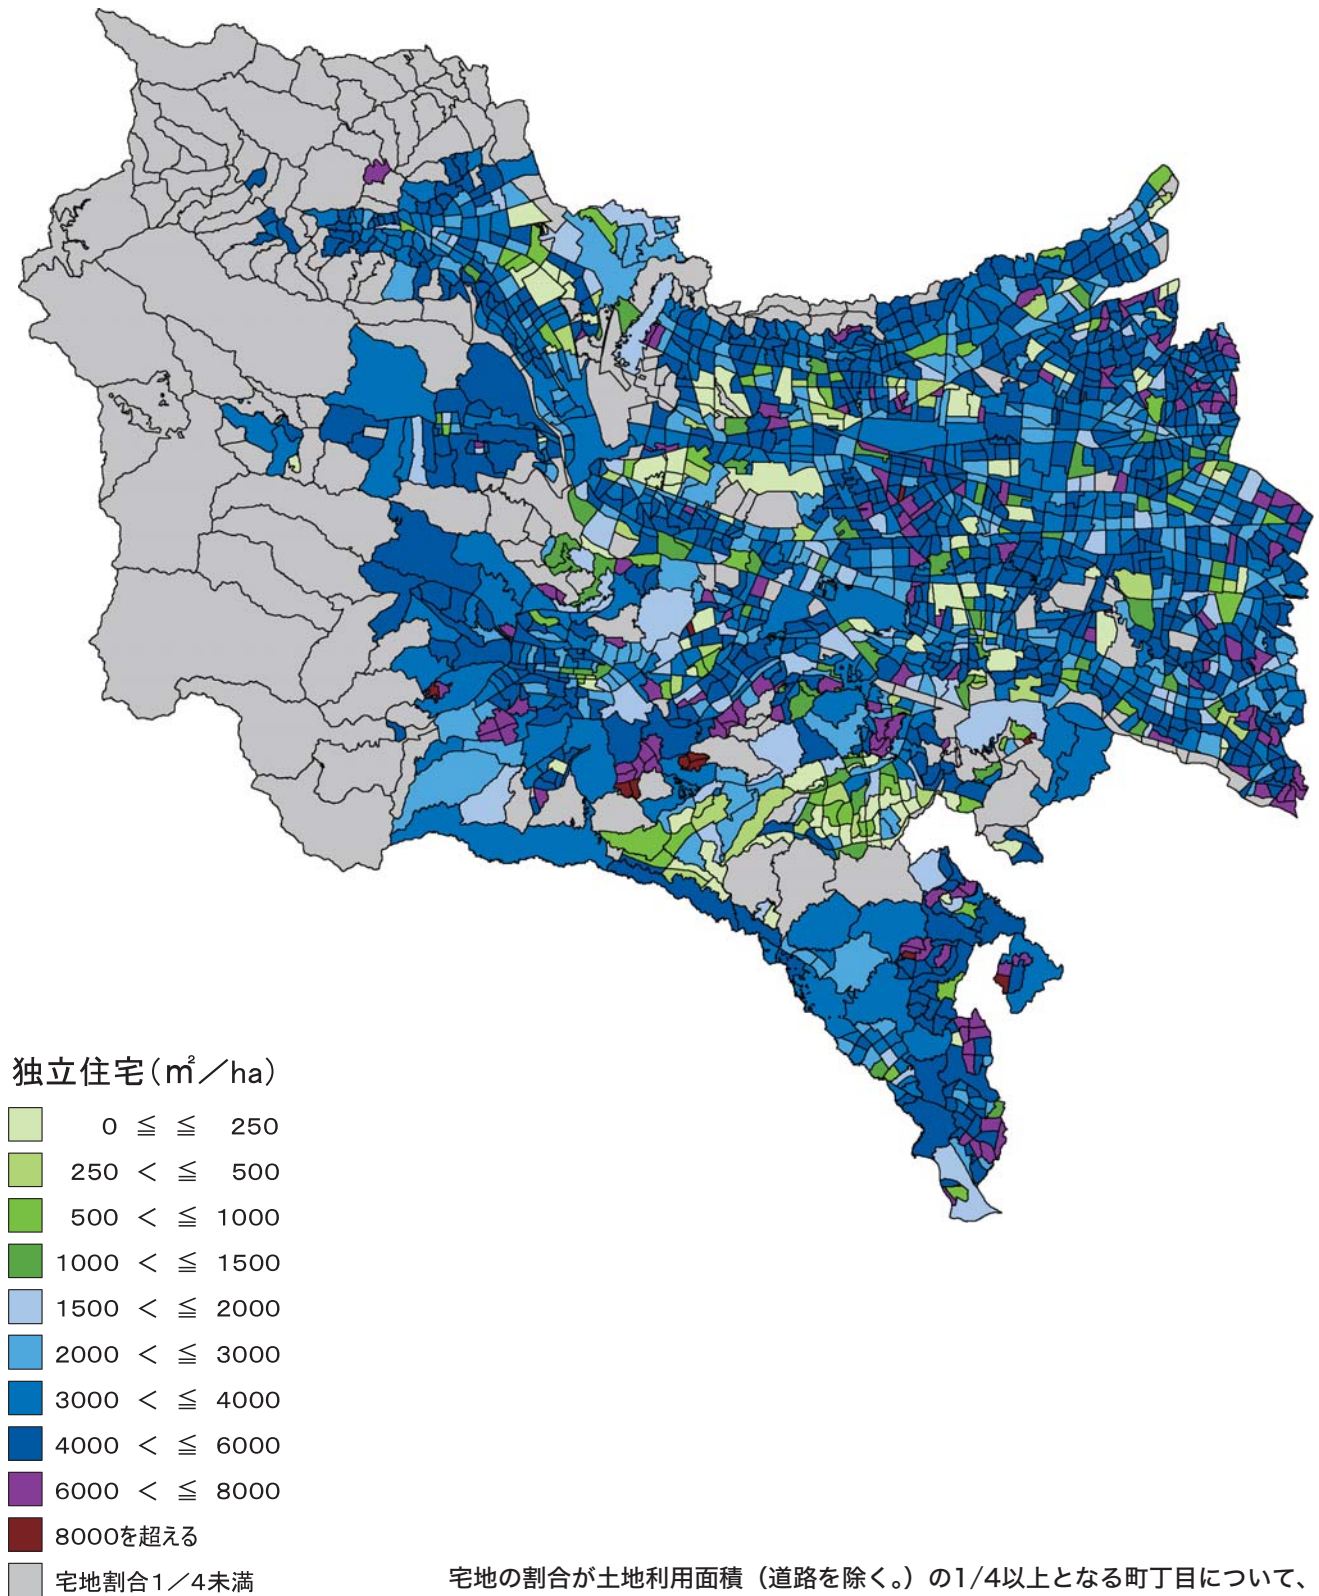 独立住宅(㎡／ha)
0 ≦ ≦ 250
250 < ≦ 500
500 < ≦ 1000
1000 < ≦ 1500
1500 < ≦ 2000
2000 < ≦ 3000
3000 < ≦ 4000
4000 < ≦ 6000
6000 < ≦ 8000
8000を超える
宅地割合1／4未満
宅地の割合が土地利用面積（道路を除く。）の1/4以上となる町丁目について、